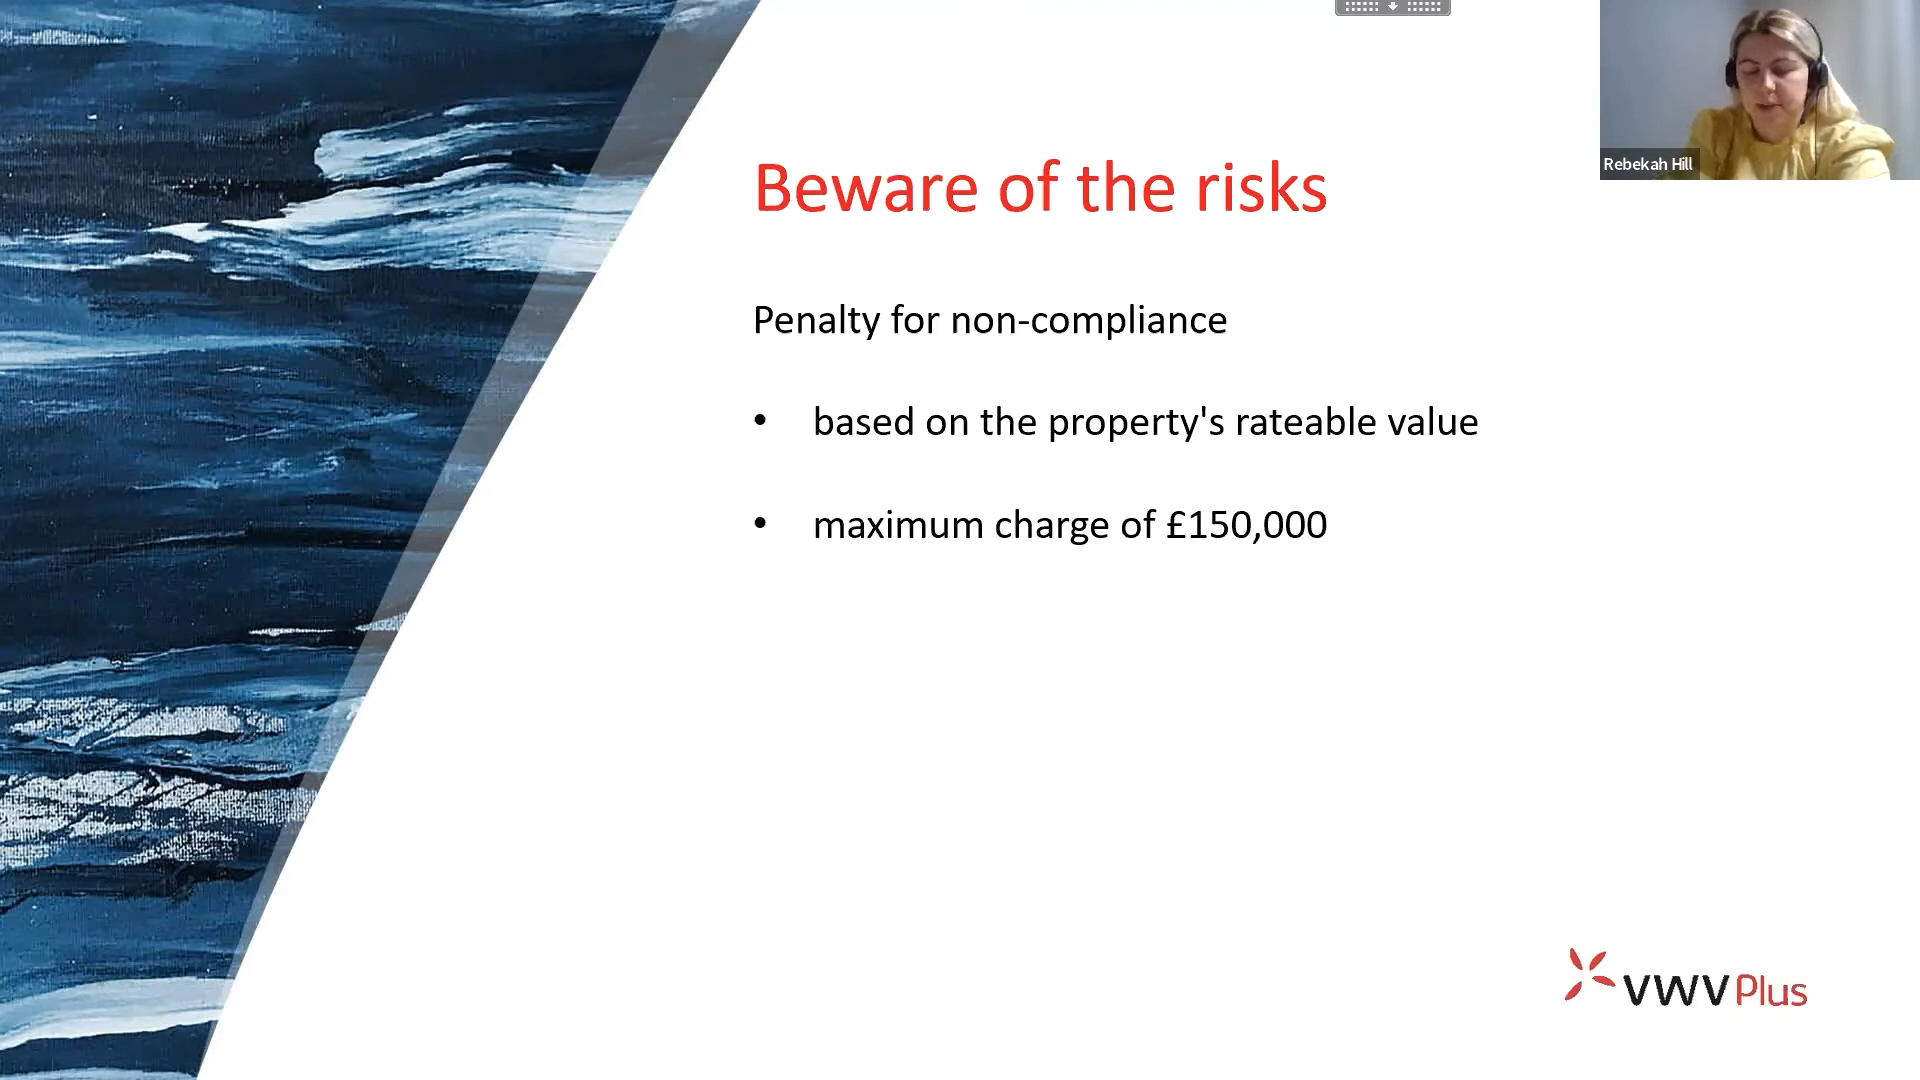 Rebekah Hill
Beware of the risks
Penalty for non-compliance
• based on the property's rateable value
• maximum charge of £150,000
VWV Plus